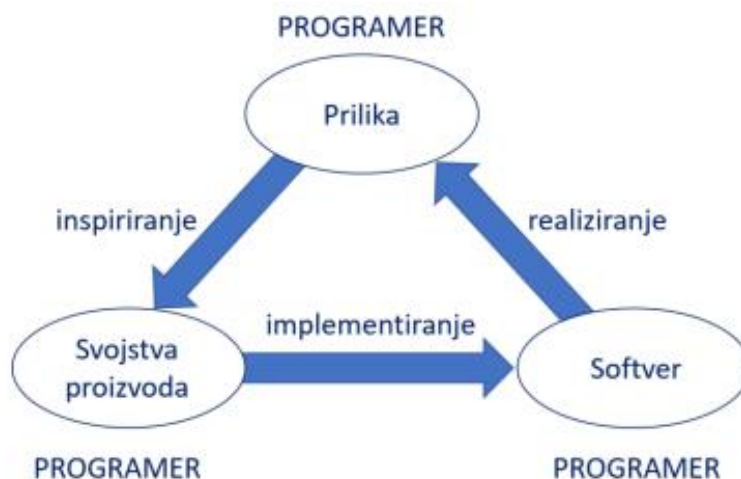 PROGRAMER
Prilika
inspiriranje
realiziranje
implementiranje
Svojstva
proizvoda
Softver
PROGRAMER
PROGRAMER